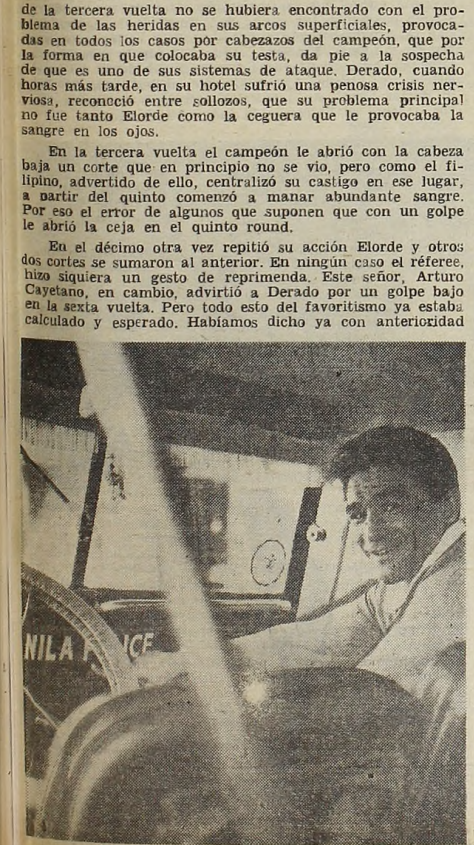 de la tercera vuelta no se hubiera encontrado con el pro-
blema de las heridas en sus arcos superficiales, provoca-
das en todos los casos por cabezazos del campeón, que por
la forma en que colocaba su testa, da pie a la sospecha
de que es uno de sus sistemas de ataque. Derado, cuando
horas más tarde, en su hotel sufrió una penosa crisis ner-
viosa, reconoció entre sollozos, que su problema principal
no fue tanto Elorde como la ceguera que le provocaba la
sangre en los ojos.
En la tercera vuelta el campeón le abrió con la cabeza
baja un corte que en principio no se vio, pero como el fi-
lipino, advertido de ello, centralizó su castigo en ese lugar,
a partir del quinto comenzó a manar abundante sangre.
Por eso el error de algunos que suponen que con un golpe
le abrió la ceja en el quinto round.
En el décimo otra vez repitió su acción Elorde y otros
dos cortes se sumaron al anterior. En ningún caso el réferee,
hizo siquiera un gesto de reprimenda. Este señor, Arturo
Cayetano, en cambio, advirtió a Derado por un golpe bajo
en la sexta vuelta. Pero todo esto del favoritismo ya estaba
calculado y esperado. Habíamos dicho ya con anterioridad
NILA P ICE